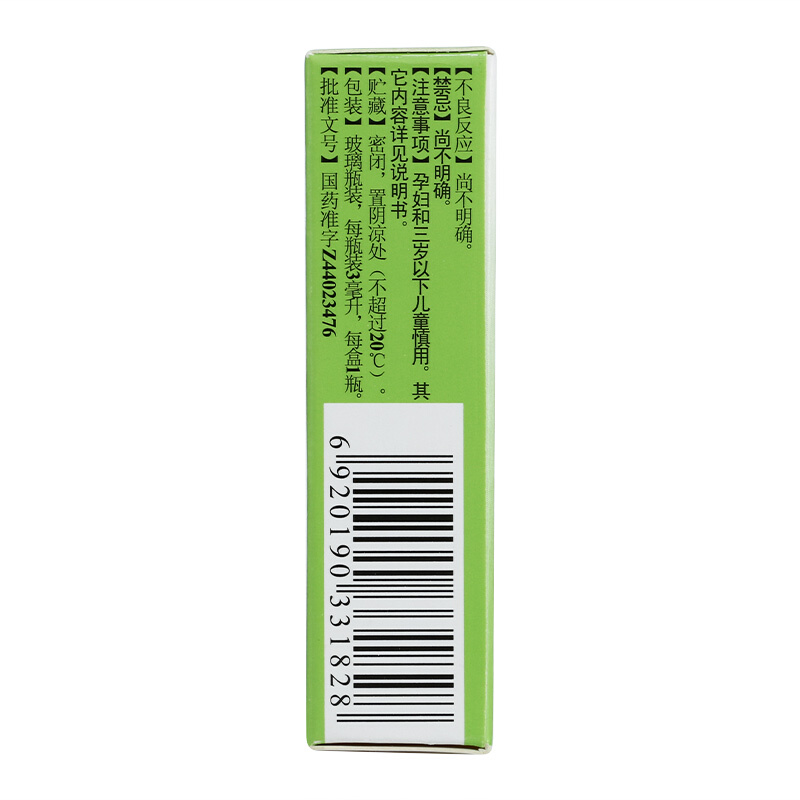 【不良反应】尚不明确。
【禁忌】尚不明确。
【注意事项】孕妇和三岁以下儿童慎用。其
它内容详见说明书。
【贮藏】密闭，置阴凉处（不超过20℃）。
【包装】玻璃瓶装，每瓶装3毫升，每盒1瓶。
【批准文号】国药准字Z44023476
6920190331828